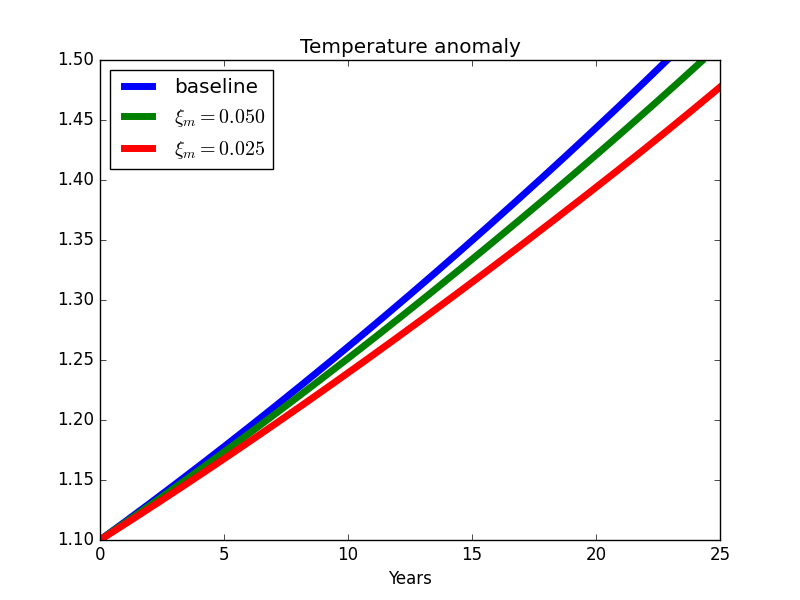 Temperature anomaly
1.50
1.45
1.40
1.35
1.30
1.25
1.20
1.15
1.10
baseline
ξₘ = 0.050
ξₘ = 0.025
0 5 10 15 20 25
Years